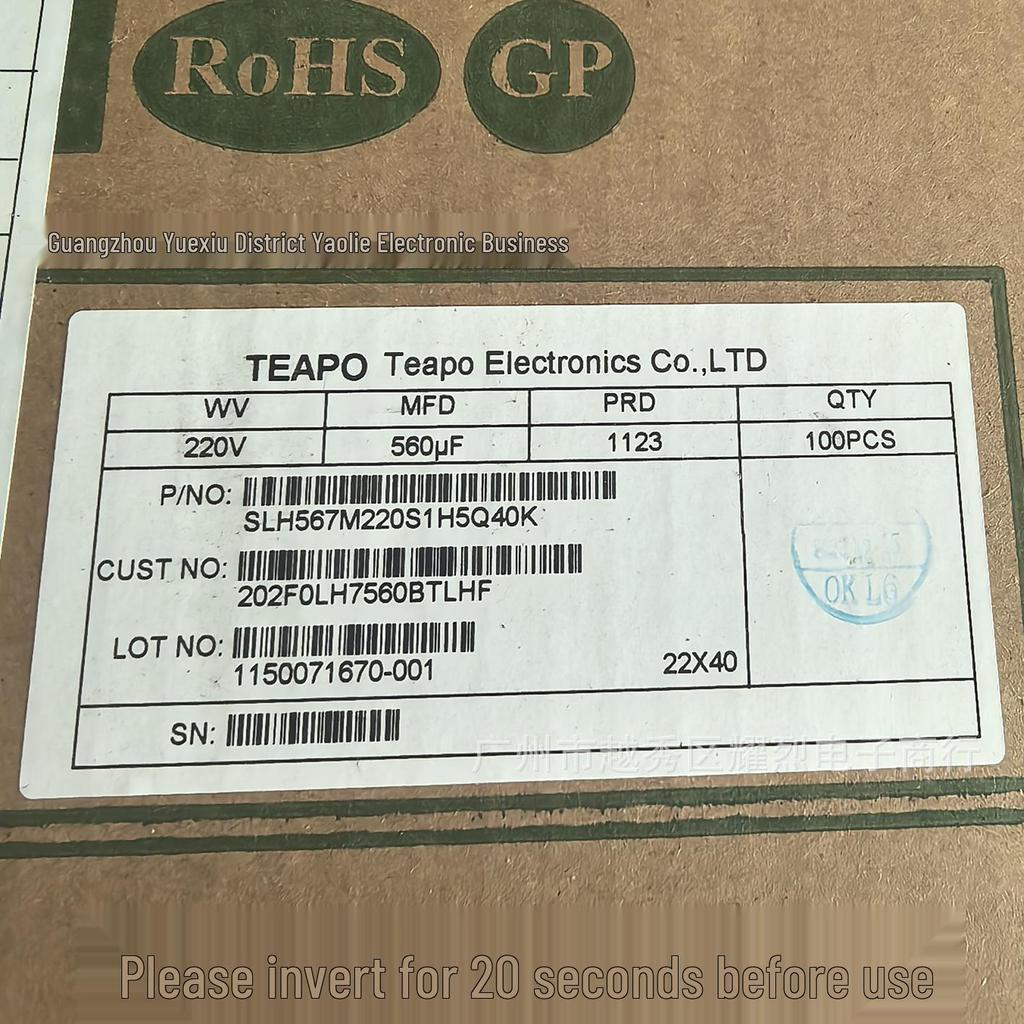 RoHS GP
Guangzhou Yuexiu District Yaolie Electronic Business
TEAPO Teapo Electronics Co.,LTD
WV MFD PRD QTY
220V 560µF 1123 100PCS
P/NO:
SLH567M220S1H5Q40K
CUST NO:
202F0LH7560BTLHF
LOT NO:
1150071670-001 22X40
OK LG
SN:
广州市越秀区耀烈电子商行
Please invert for 20 seconds before use